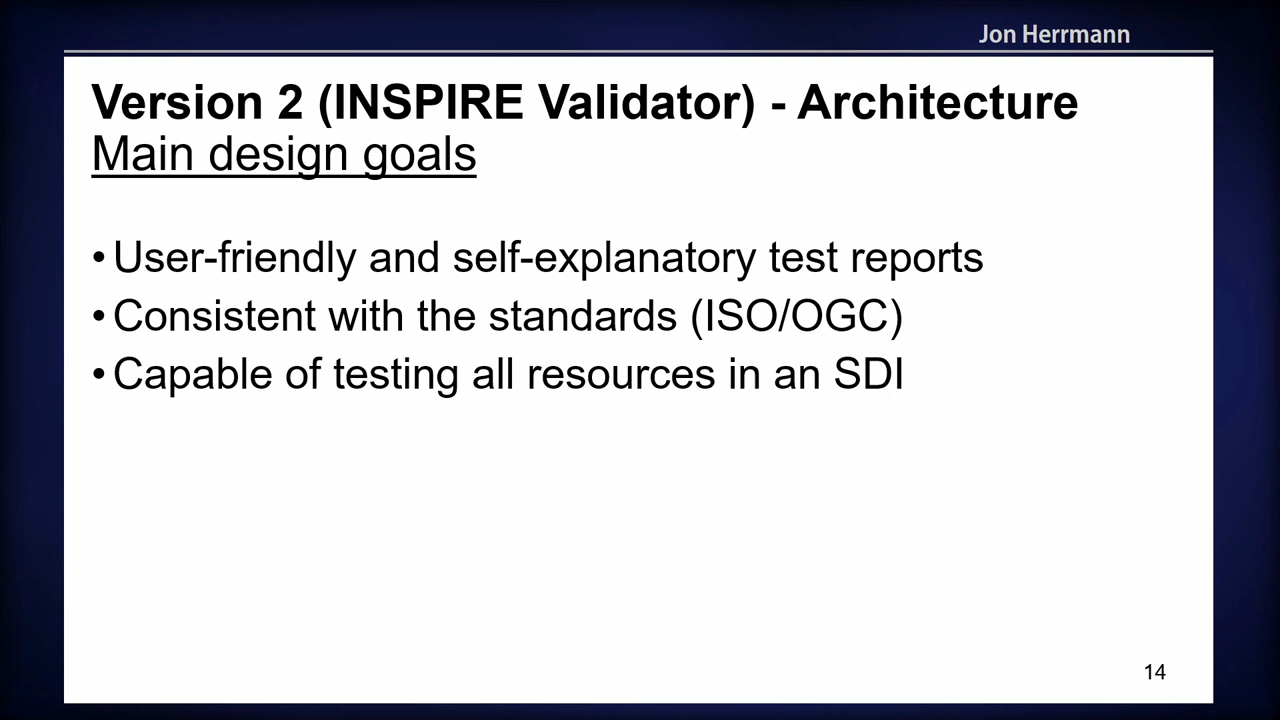 Jon Herrmann
Version 2 (INSPIRE Validator) - Architecture
Main design goals
• User-friendly and self-explanatory test reports
• Consistent with the standards (ISO/OGC)
• Capable of testing all resources in an SDI
14